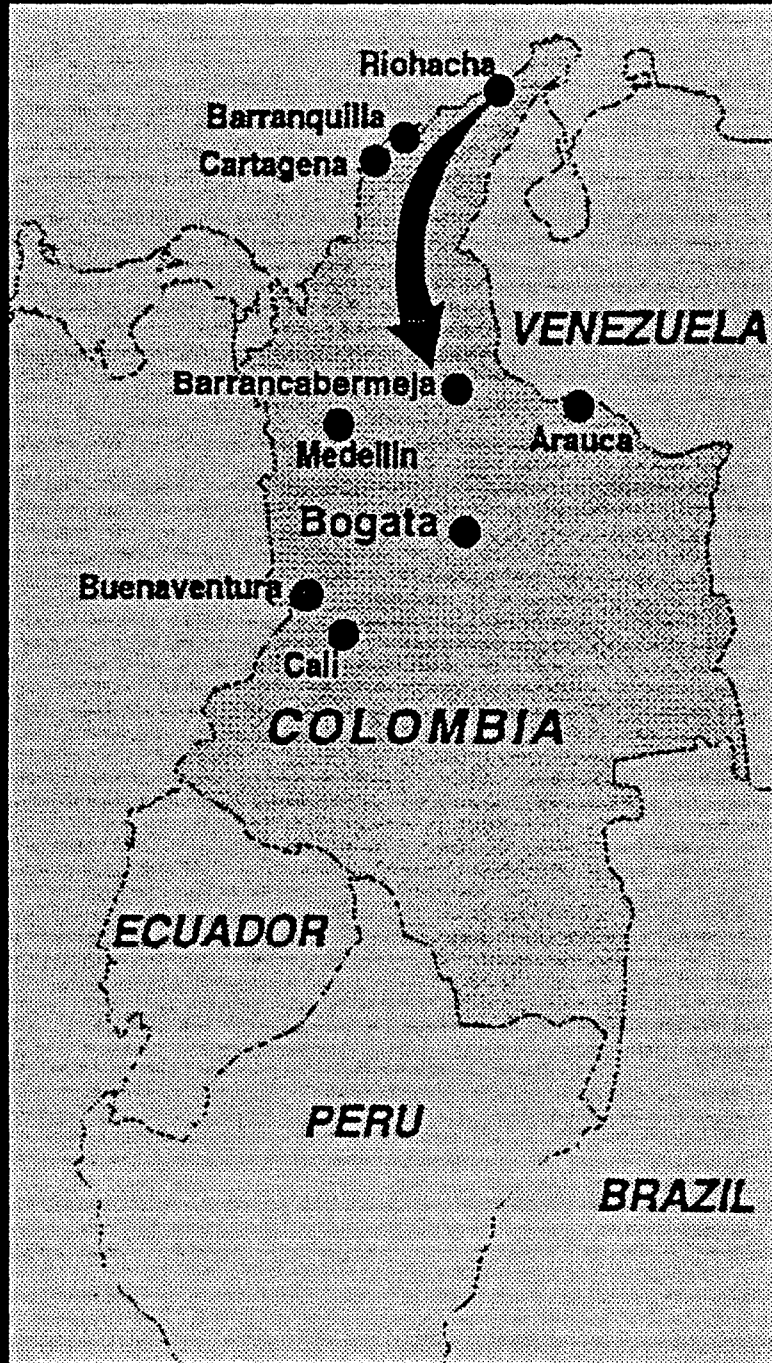 Riohacha
Barranquilla
Cartagena
VENEZUELA
Barrancabermeja
Arauca
Medellin
Bogata
Buenaventura
Cali
COLOMBIA
ECUADOR
PERU
BRAZIL